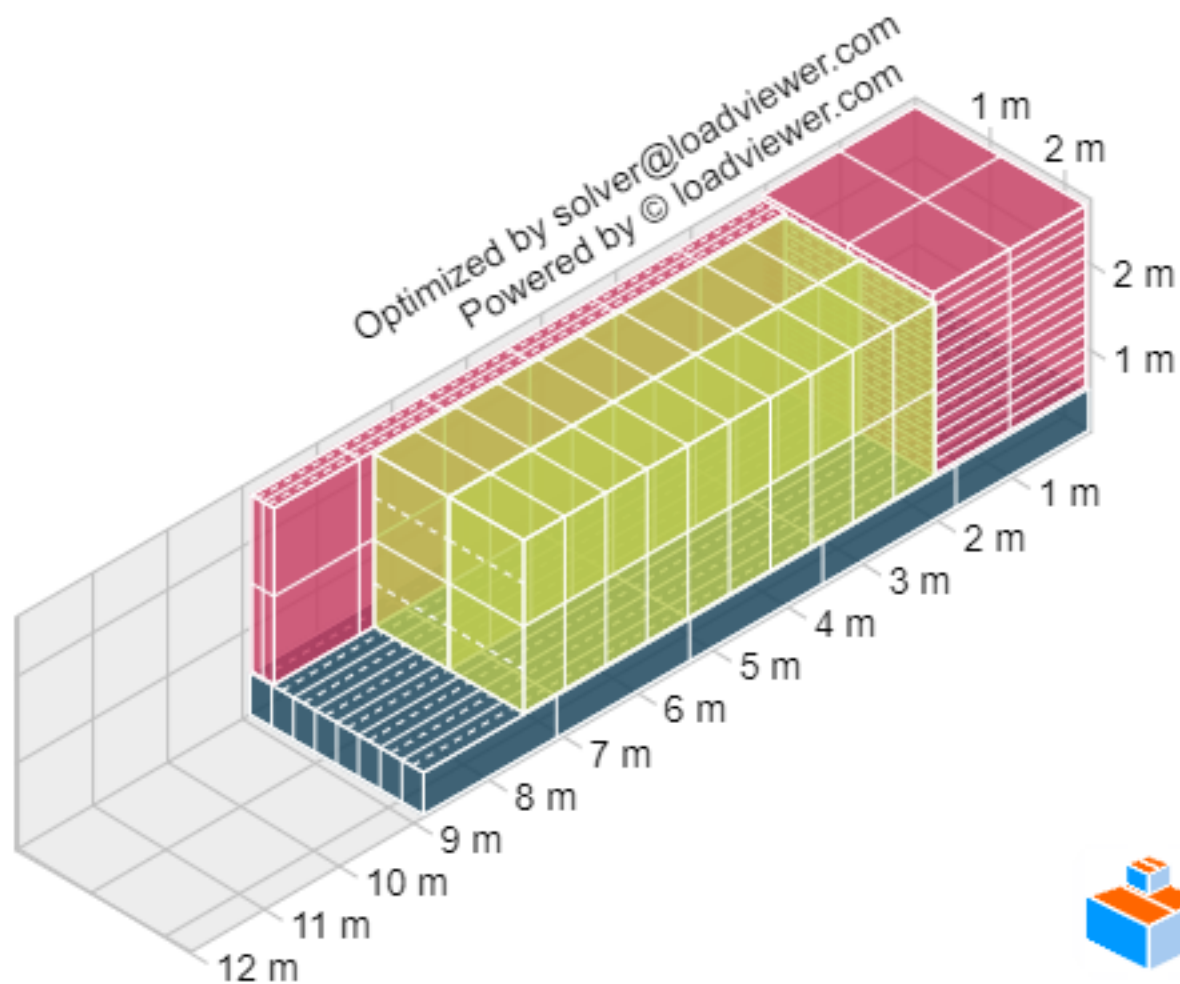 Optimized by solver@loadviewer.com
Powered by © loadviewer.com
1 m
2 m
2 m
1 m
1 m
2 m
3 m
4 m
5 m
6 m
7 m
8 m
9 m
10 m
11 m
12 m